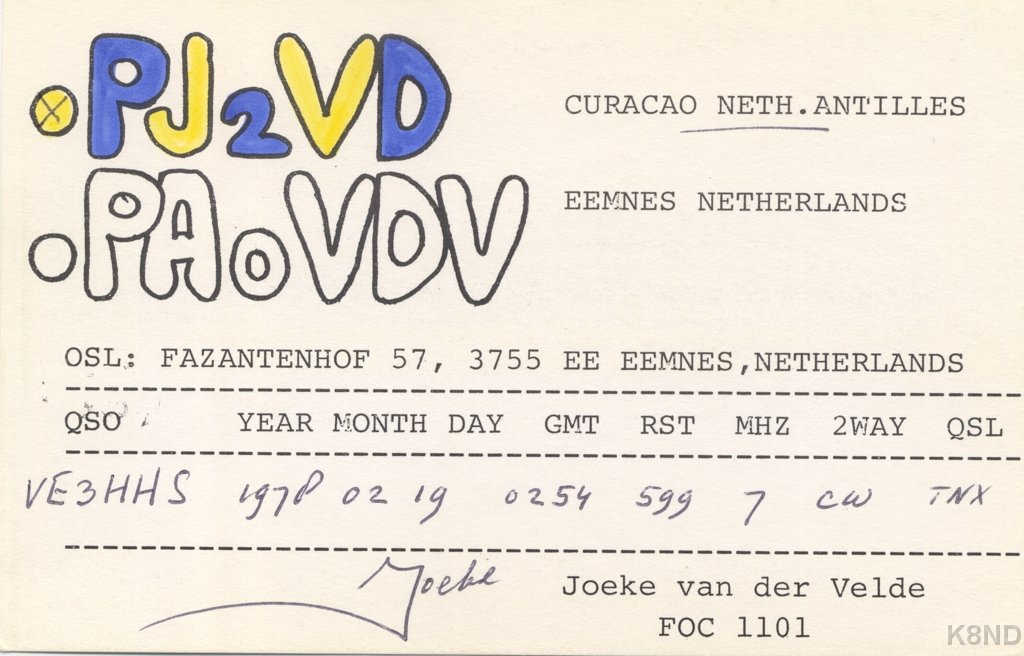 PJ2VD CURACAO NETH.ANTILLES
PA0VDV EEMNES NETHERLANDS
QSL: FAZANTENHOF 57, 3755 EE EEMNES,NETHERLANDS
QSO YEAR MONTH DAY GMT RST MHZ 2WAY QSL
VE3HHS 1978 02 19 0254 599 7 CW TNX
Joeke
Joeke van der Velde
FOC 1101
K8ND